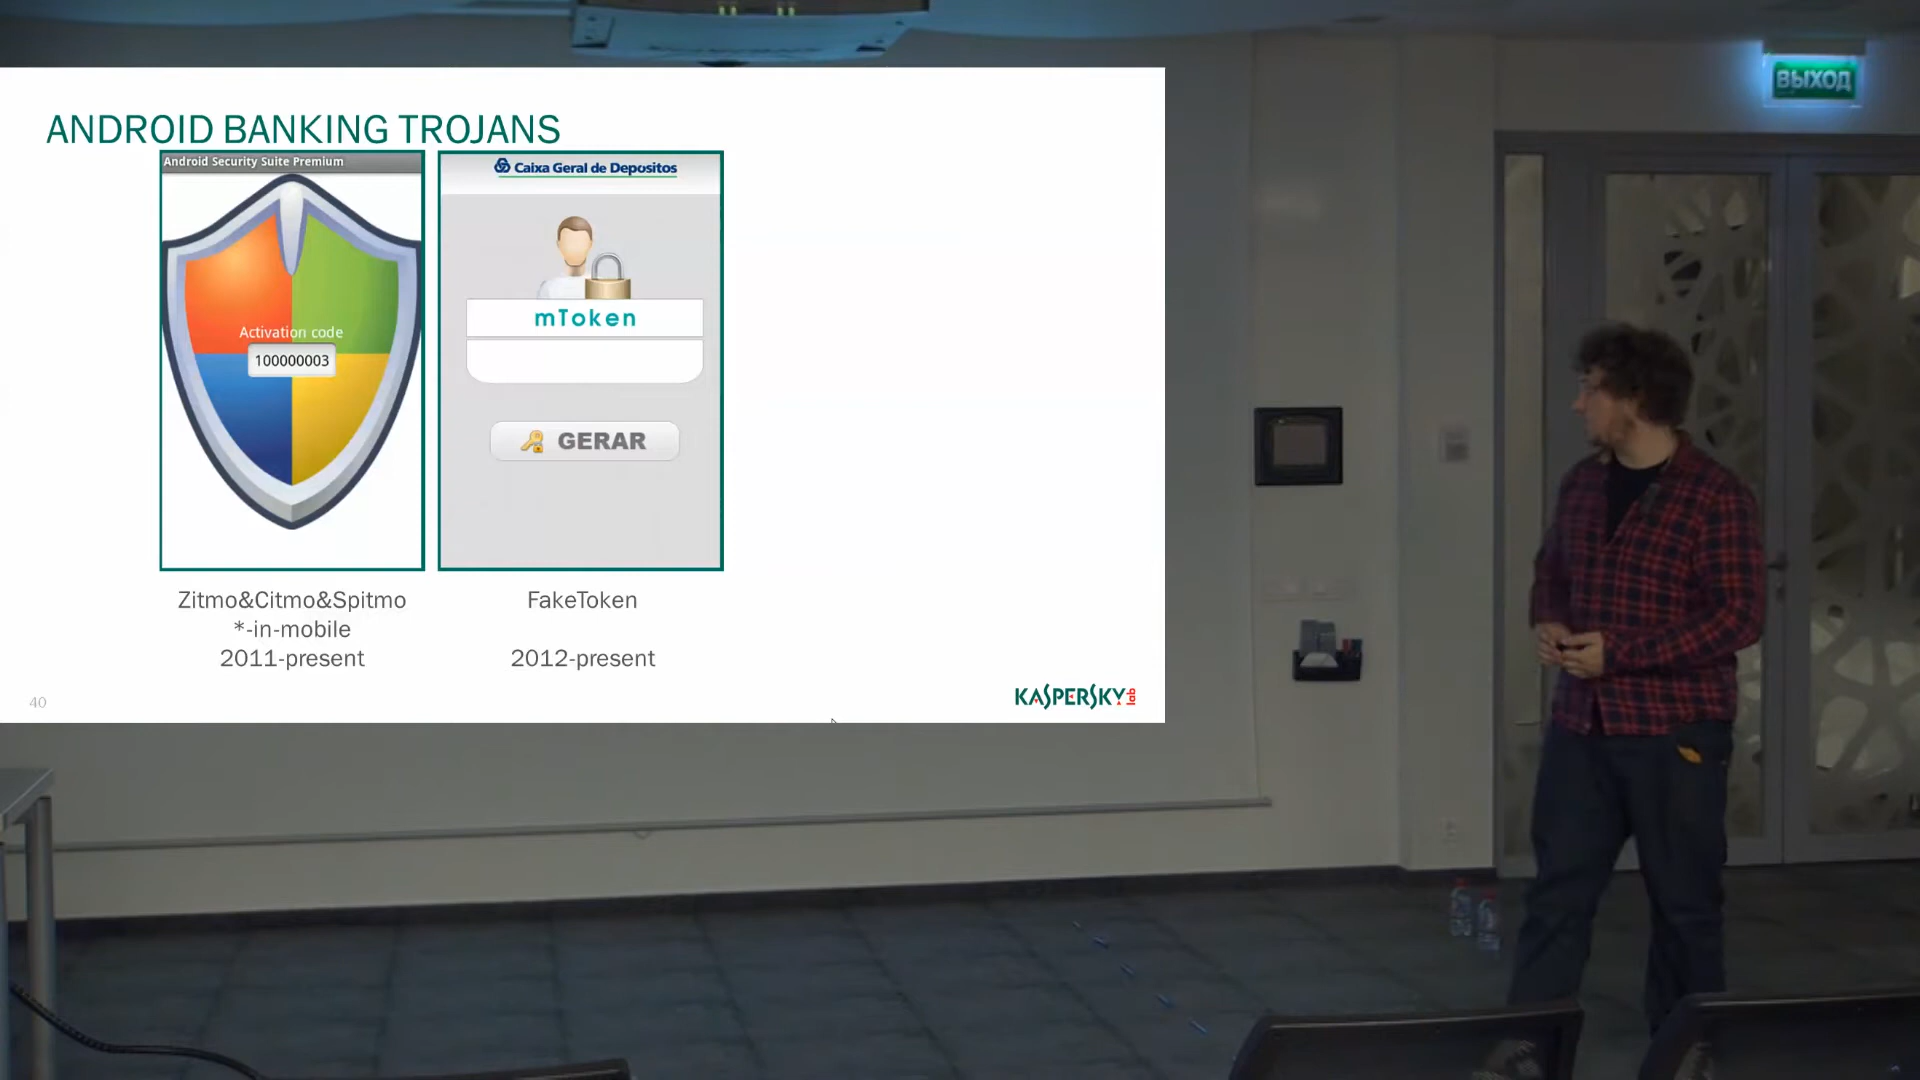 ВЫХОД
ANDROID BANKING TROJANS
Android Security Suite Premium
Activation code
100000003
Caixa Geral de Depositos
mToken
GERAR
Zitmo&Citmo&Spitmo
*-in-mobile
2011-present
FakeToken
2012-present
40
KASPERSKY lab